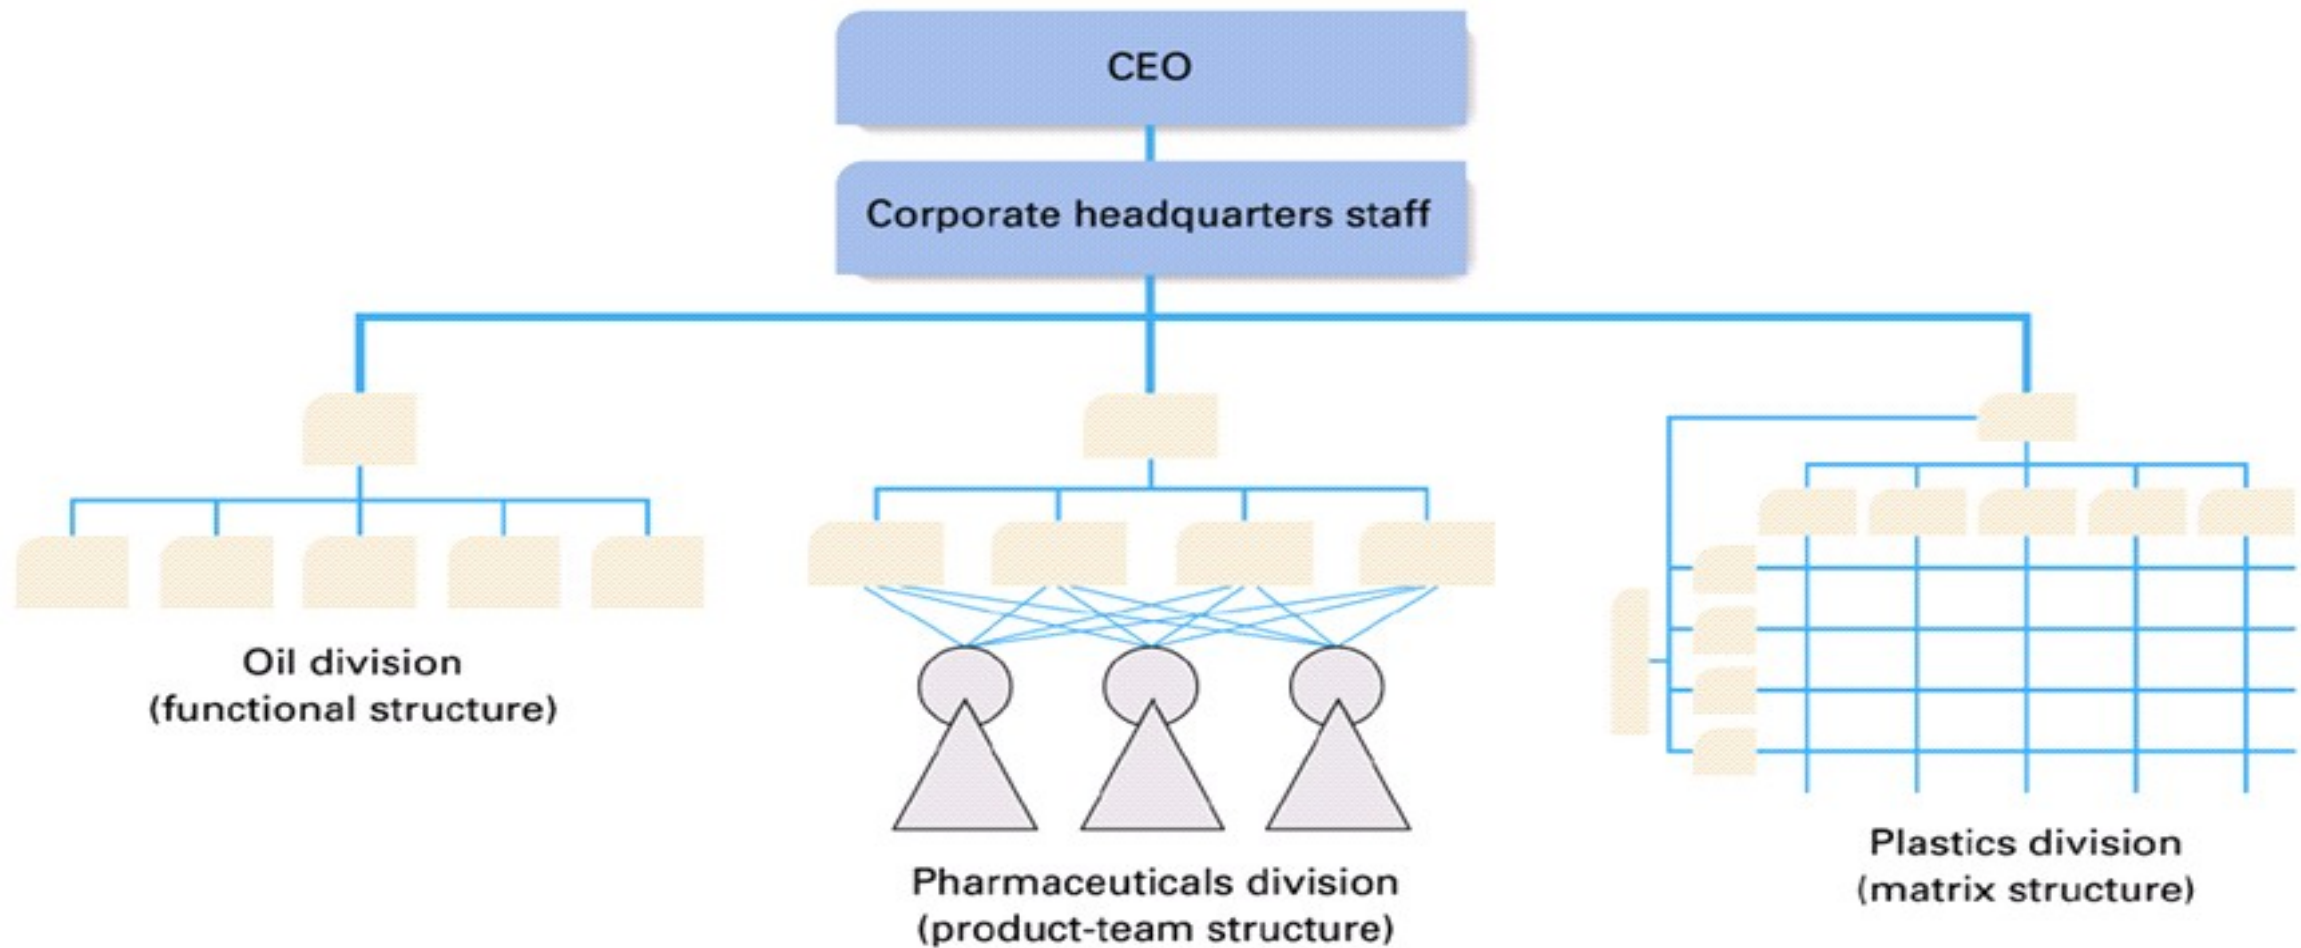 CEO
Corporate headquarters staff
Oil division
(functional structure)
Pharmaceuticals division
(product-team structure)
Plastics division
(matrix structure)